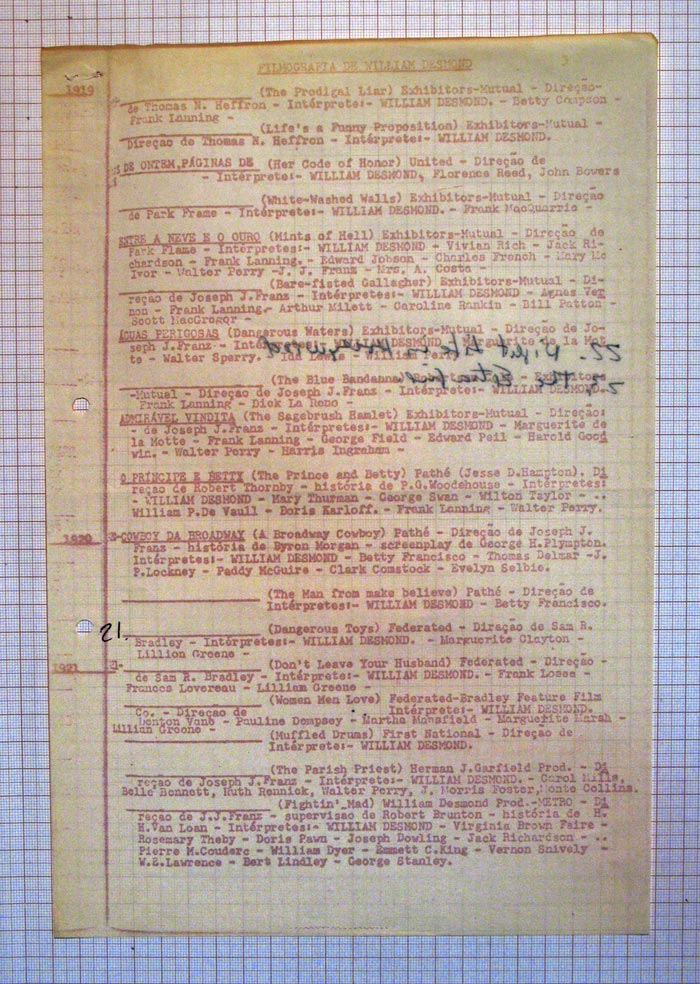 FILMOGRAFIA DE WILLIAM DESMOND
3
1919
(The Prodigal Liar) Exhibitors-Mutual - Direção-
de Thomas N. Heffron - Intérprete:- WILLIAM DESMOND. - Betty Compson -
Frank Lanning -
(Life's a Funny Proposition) Exhibitors-Mutual -
Direção de Thomas N. Heffron - Intérprete:- WILLIAM DESMOND.
DE ONTEM,PÁGINAS DE (Her Code of Honor) United - Direção de
- Intérprete:- WILLIAM DESMOND, Florence Reed, John Bowers
(White-Washed Walls) Exhibitors-Mutual - Direção
de Park Frame - Intérprete:- WILLIAM DESMOND. - Frank MacQuarrie -
ENTRE A NEVE E O OURO (Mints of Hell) Exhibitors-Mutual - Direção de
Park Flaze - Interpretes:- WILLIAM DESMOND - Vivian Rich - Jack Ri-
chardson - Frank Lanning. - Edward Jobson - Charles French - Mary Mc
Ivor - Walter Perry -J. J. Franz - Mrs. A. Costa -
(Bare-fisted Gallagher) Exhibitors-Mutual - Di-
reção de Joseph J.Franz - Intérpretes:- WILLIAM DESMOND - Agnes Ver
non - Frank Lanning.- Arthur Milett - Caroline Rankin - Bill Patton -
Scott MacGregor -
ÁGUAS PERIGOSAS (Dangerous Waters) Exhibitors-Mutual - Direção de Jo-
seph J.Franz - WILLIAM DESMOND - Marguerite de la Mot-
te - Walter Sperry. - Ida
(The Blue Bandanna) - Exhibitors
-Mutual - Direção de Joseph J.Franz - Intérprete:- WILLIAM DESMOND
Frank Lanning - Dick La Reno -
ADMIRÁVEL VINDITA (The Sagebrush Hamlet) Exhibitors-Mutual - Direção:
- de Joseph J.Franz - Intérpretes:- WILLIAM DESMOND - Marguerite de
la Motte - Frank Lanning - George Field - Edward Peil - Harold Good
win. - Walter Perry - Harris Ingraham -
O PRÍNCIPE E BETTY (The Prince and Betty) Pathé (Jesse D.Hampton). Di
reção de Robert Thornby - história de P.G.Woodehouse - Intérpretes:
- WILLIAM DESMOND - Mary Thurman - George Swan - Wilton Taylor - ..
William P.De Vaull - Boris Karloff. - Frank Lanning - Walter Perry.
1920
COWBOY DA BROADWAY (A Broadway Cowboy) Pathé - Direção de Joseph J.
Franz - história de Byron Morgan - screenplay de George H.Plympton.
Intérpretes:- WILLIAM DESMOND - Betty Francisco - Thomas Delmar -J.
P.Lockney - Paddy McGuire - Clark Comstock - Evelyn Selbie.
(The Man from make believe) Pathé - Direção de
Intérpretes:- WILLIAM DESMOND - Betty Francisco.
21.
(Dangerous Toys) Federated - Direção de Sam R.
Bradley - Intérpretes:- WILLIAM DESMOND. - Marguerite Clayton -
Lillion Greene -
1921
(Don't Leave Your Husband) Federated - Direção -
de Sam R. Bradley - Intérprete:- WILLIAM DESMOND. - Frank Losee -
Frances Lovereau - Lilliam Greene -
(Women Men Love) Federated-Bradley Feature Film
Co. - Direção de Intérprete:- WILLIAM DESMOND.
Denton Vane - Pauline Dempsey - Martha Mansfield - Marguerite Marsh -
Lillian Greene -
(Muffled Drums) First National - Direção de
Intérprete:- WILLIAM DESMOND.
(The Parish Priest) Herman J.Garfield Prod. - Di
reção de Joseph J.Franz - Intérprete:- WILLIAM DESMOND. - Carol Mills,
Belle Bennett, Ruth Rennick, Walter Perry, J. Morris Foster,Monte Collins.
(Fightin' Mad) William Desmond Prod.-METRO - Di
reção de J.J.Franz - supervisão de Robert Brunton - história de H.
H.Van Loan - Intérpretes:- WILLIAM DESMOND - Virginia Brown Faire -
Rosemary Theby - Doris Pawn - Joseph Dowling - Jack Richardson - ..
Pierre M.Couderc - William Dyer - Emmett C.King - Vernon Snively -
W.E.Lawrence - Bert Lindley - George Stanley.